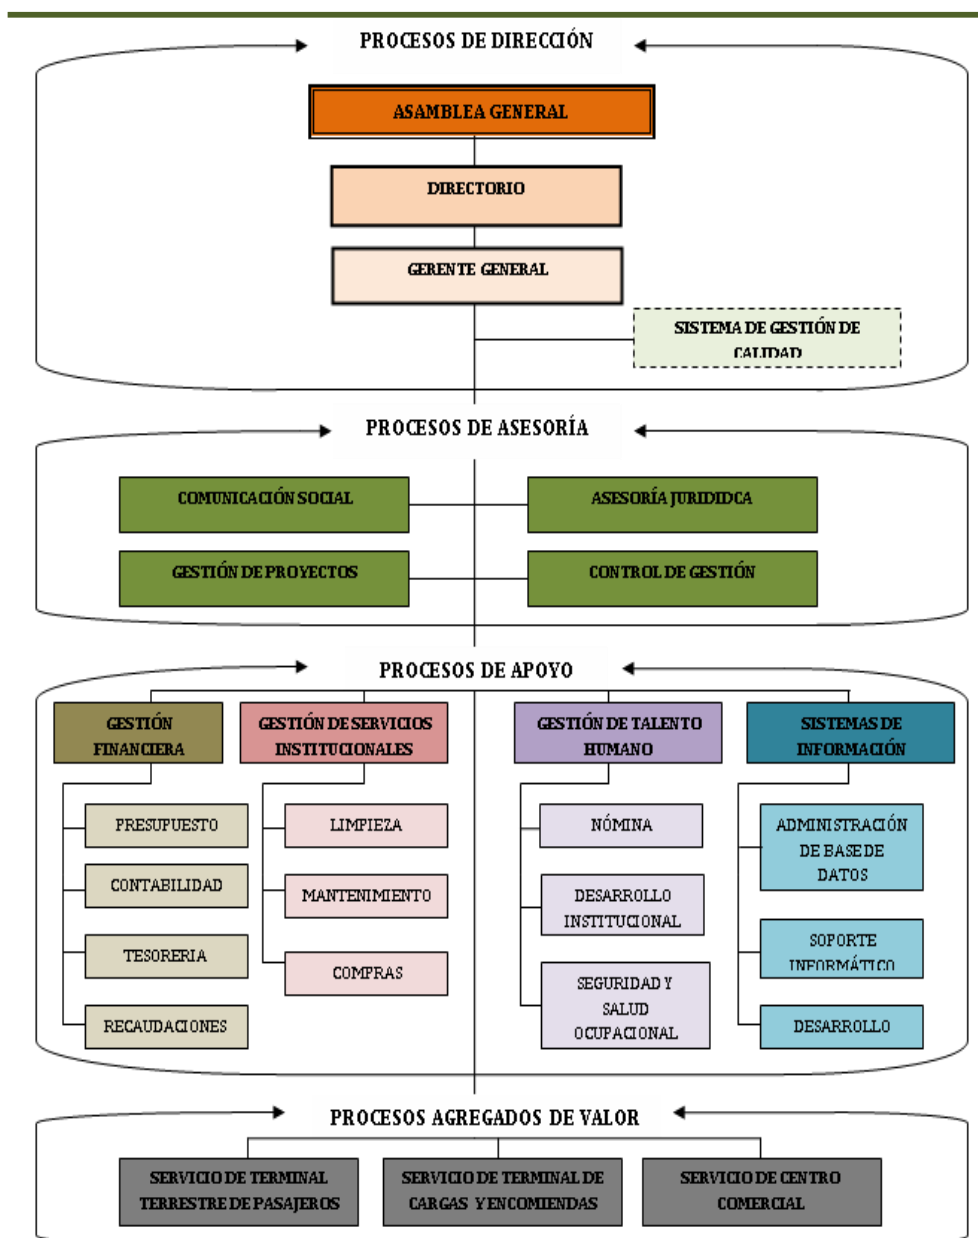 PROCESOS DE DIRECCIÓN
ASAMBLEA GENERAL
DIRECTORIO
GERENTE GENERAL
SISTEMA DE GESTIÓN DE
CALIDAD
PROCESOS DE ASESORÍA
COMUNICACIÓN SOCIAL
ASESORÍA JURIDIDCA
GESTIÓN DE PROYECTOS
CONTROL DE GESTIÓN
PROCESOS DE APOYO
GESTIÓN
FINANCIERA
PRESUPUESTO
CONTABILIDAD
TESORERIA
RECAUDACIONES
GESTIÓN DE SERVICIOS
INSTITUCIONALES
LIMPIEZA
MANTENIMIENTO
COMPRAS
GESTIÓN DE TALENTO
HUMANO
NÓMINA
DESARROLLO
INSTITUCIONAL
SEGURIDAD Y
SALUD
OCUPACIONAL
SISTEMAS DE
INFORMACIÓN
ADMINISTRACIÓN
DE BASE DE
DATOS
SOPORTE
INFORMÁTICO
DESARROLLO
PROCESOS AGREGADOS DE VALOR
SERVICIO DE TERMINAL
TERRESTRE DE PASAJEROS
SERVICIO DE TERMINAL DE
CARGAS Y ENCOMIENDAS
SERVICIO DE CENTRO
COMERCIAL